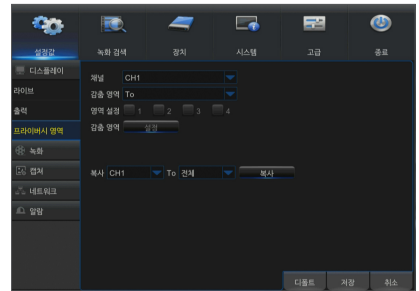 설정값 녹화 검색 장치 시스템 고급 종료
디스플레이
라이브
출력
프라이버시 영역
녹화
캡쳐
네트워크
알람
채널 CH1
감춤 영역 To
영역 설정 1 2 3 4
감춤 영역 설정
복사 CH1 To 전체 복사
디폴트 저장 취소